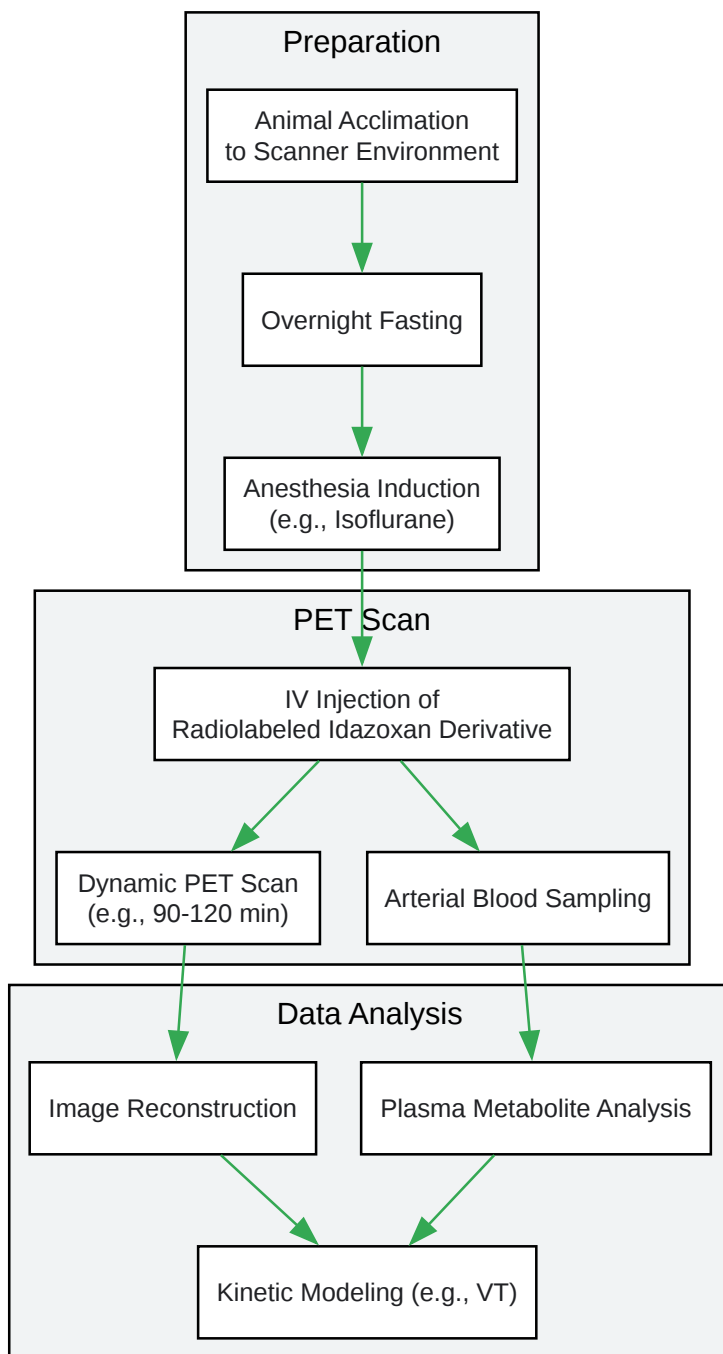 Preparation
Animal Acclimation
to Scanner Environment
Overnight Fasting
Anesthesia Induction
(e.g., Isoflurane)
PET Scan
IV Injection of
Radiolabeled Idazoxan Derivative
Dynamic PET Scan
(e.g., 90-120 min)
Arterial Blood Sampling
Data Analysis
Image Reconstruction
Plasma Metabolite Analysis
Kinetic Modeling (e.g., VT)